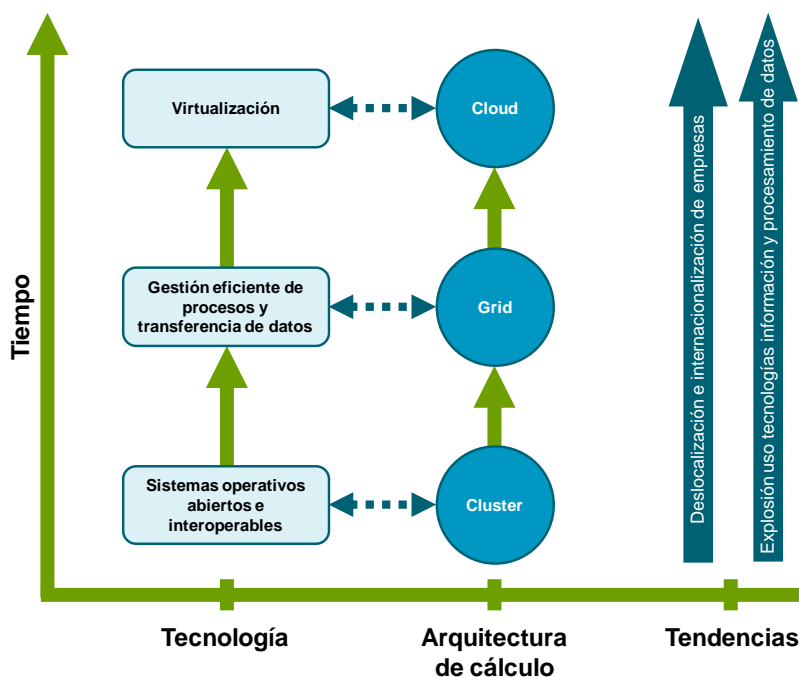 Virtualización
Cloud
Gestión eficiente de
procesos y
transferencia de datos
Grid
Sistemas operativos
abiertos e
interoperables
Cluster
Deslocalización e internacionalización de empresas
Explosión uso tecnologías información y procesamiento de datos
Tiempo
Tecnología
Arquitectura
de cálculo
Tendencias